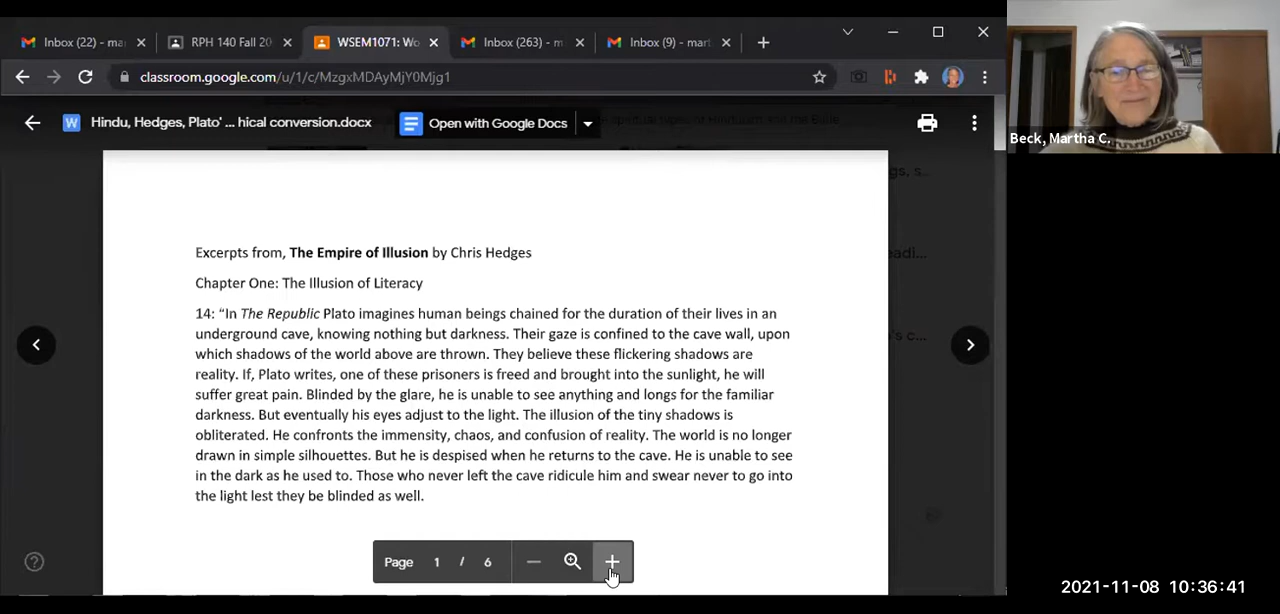 Inbox (22) - ma
RPH 140 Fall 20
WSEM1071: Wo
Inbox (263) - m
Inbox (9) - mart
classroom.google.com/u/1/c/MzgxMDAyMjY0Mjg1
W Hindu, Hedges, Plato' ... hical conversion.docx
Open with Google Docs
Beck, Martha C.
Excerpts from, The Empire of Illusion by Chris Hedges
Chapter One: The Illusion of Literacy
14: “In The Republic Plato imagines human beings chained for the duration of their lives in an
underground cave, knowing nothing but darkness. Their gaze is confined to the cave wall, upon
which shadows of the world above are thrown. They believe these flickering shadows are
reality. If, Plato writes, one of these prisoners is freed and brought into the sunlight, he will
suffer great pain. Blinded by the glare, he is unable to see anything and longs for the familiar
darkness. But eventually his eyes adjust to the light. The illusion of the tiny shadows is
obliterated. He confronts the immensity, chaos, and confusion of reality. The world is no longer
drawn in simple silhouettes. But he is despised when he returns to the cave. He is unable to see
in the dark as he used to. Those who never left the cave ridicule him and swear never to go into
the light lest they be blinded as well.
Page 1 / 6
2021-11-08 10:36:41